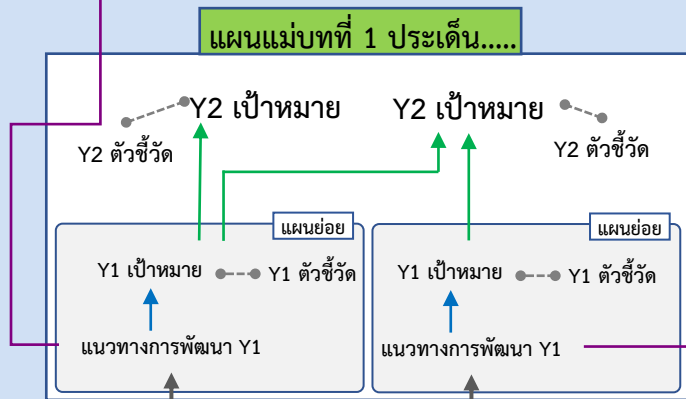 แผนแม่บทที่ 1 ประเด็น.....
Y2 เป้าหมาย
Y2 เป้าหมาย
Y2 ตัวชี้วัด
Y2 ตัวชี้วัด
แผนย่อย
แผนย่อย
Y1 เป้าหมาย
Y1 ตัวชี้วัด
Y1 เป้าหมาย
Y1 ตัวชี้วัด
แนวทางการพัฒนา Y1
แนวทางการพัฒนา Y1